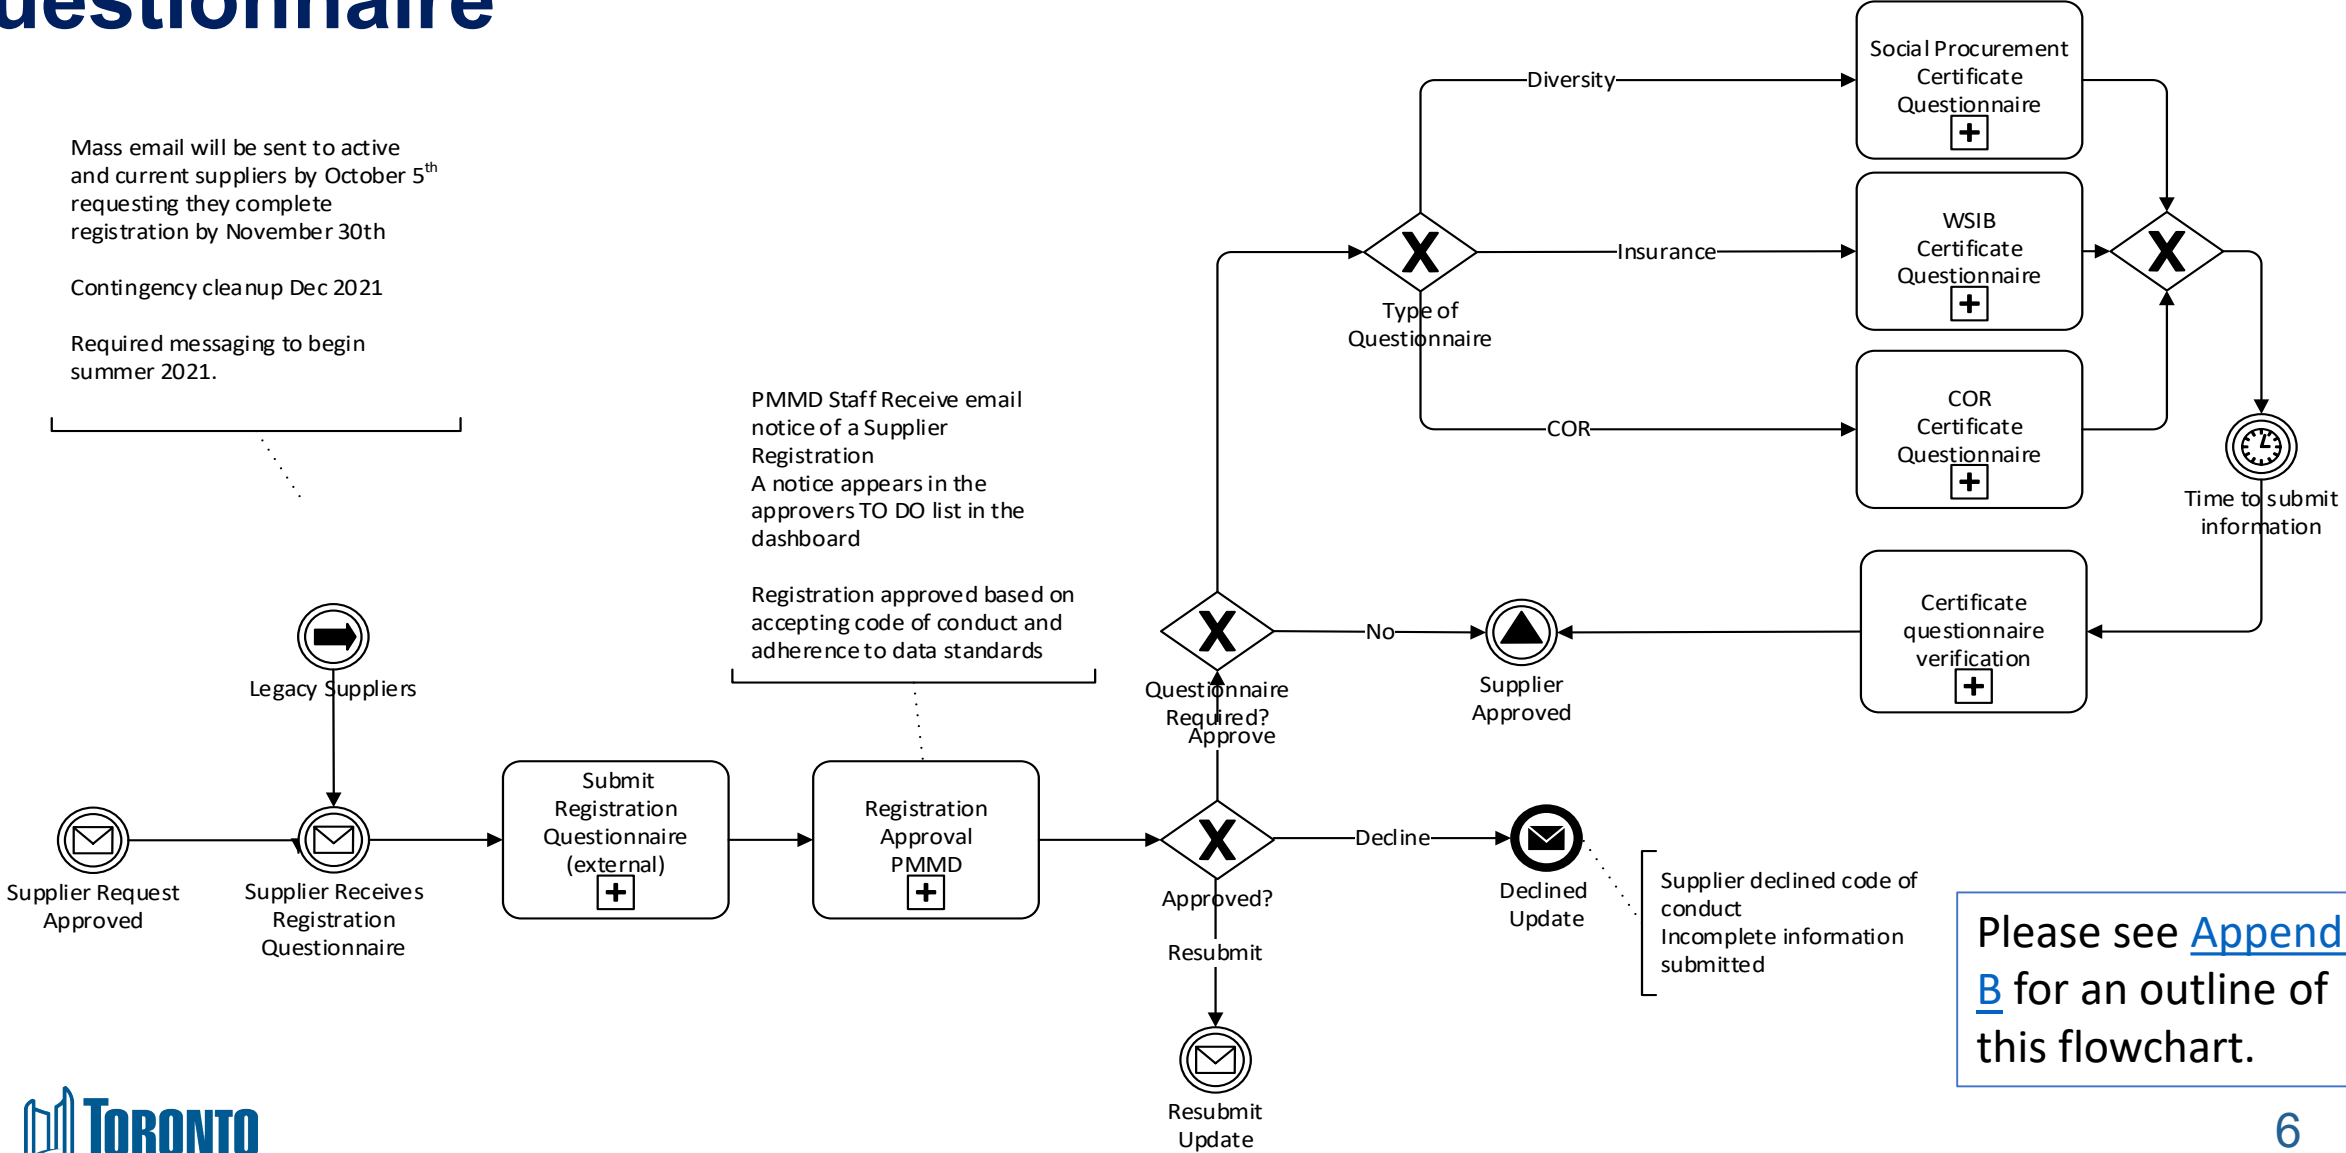 uestionnaire
Mass email will be sent to active
and current suppliers by October 5th
requesting they complete
registration by November 30th
Contingency cleanup Dec 2021
Required messaging to begin
summer 2021.
Legacy Suppliers
Supplier Request
Approved
Supplier Receives
Registration
Questionnaire
Submit
Registration
Questionnaire
(external)
PMMD Staff Receive email
notice of a Supplier
Registration
A notice appears in the
approvers TO DO list in the
dashboard
Registration approved based on
accepting code of conduct and
adherence to data standards
Registration
Approval
PMMD
Approved?
Approve
Decline
Resubmit
Resubmit
Update
Declined
Update
Supplier declined code of
conduct
Incomplete information
submitted
Questionnaire
Required?
No
Supplier
Approved
Type of
Questionnaire
Diversity
Insurance
COR
Social Procurement
Certificate
Questionnaire
WSIB
Certificate
Questionnaire
COR
Certificate
Questionnaire
Time to submit
information
Certificate
questionnaire
verification
Please see Append
B for an outline of
this flowchart.
TORONTO
6